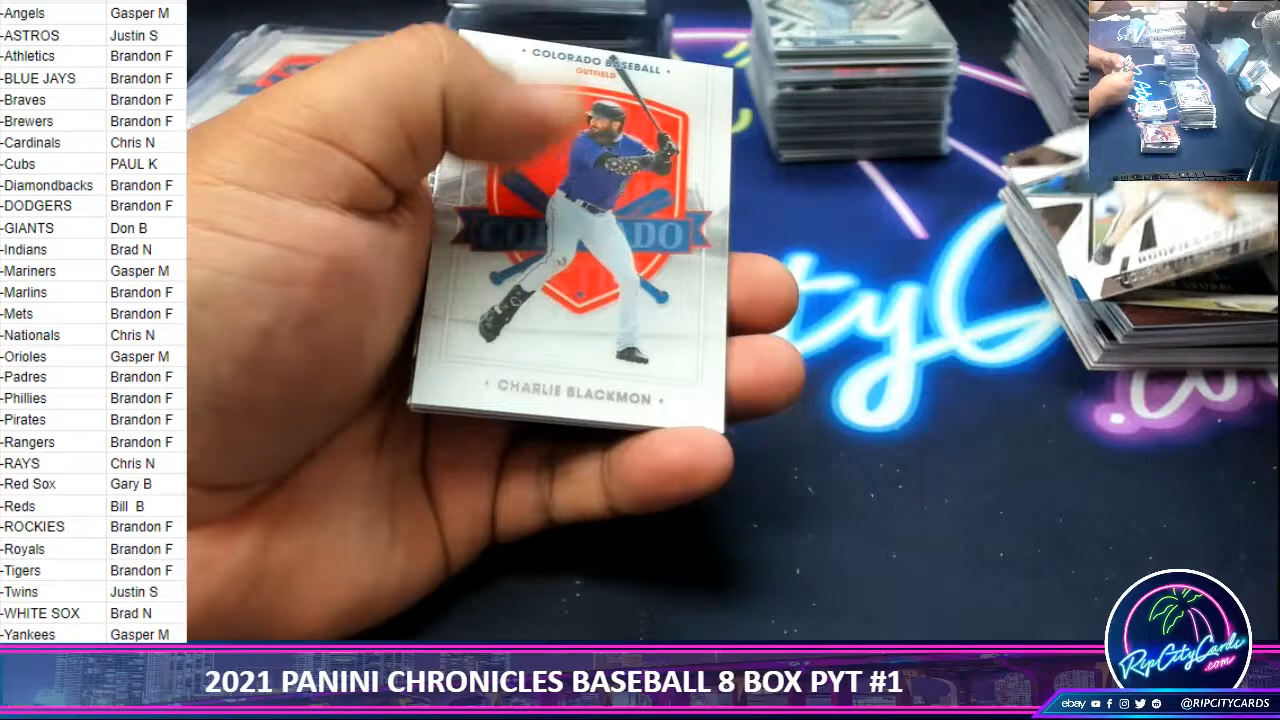 -Angels Gasper M
-ASTROS Justin S
-Athletics Brandon F
-BLUE JAYS Brandon F
-Braves Brandon F
-Brewers Brandon F
-Cardinals Chris N
-Cubs PAUL K
-Diamondbacks Brandon F
-DODGERS Brandon F
-GIANTS Don B
-Indians Brad N
-Mariners Gasper M
-Marlins Brandon F
-Mets Brandon F
-Nationals Chris N
-Orioles Gasper M
-Padres Brandon F
-Phillies Brandon F
-Pirates Brandon F
-Rangers Brandon F
-RAYS Chris N
-Red Sox Gary B
-Reds Bill B
-ROCKIES Brandon F
-Royals Brandon F
-Tigers Brandon F
-Twins Justin S
-WHITE SOX Brad N
-Yankees Gasper M
• COLORADO BASEBALL •
OUTFIELD
COLORADO
• CHARLIE BLACKMON •
2021 PANINI CHRONICLES BASEBALL 8 BOX PYT #1
RipCityCards
.com
ebay @RIPCITYCARDS